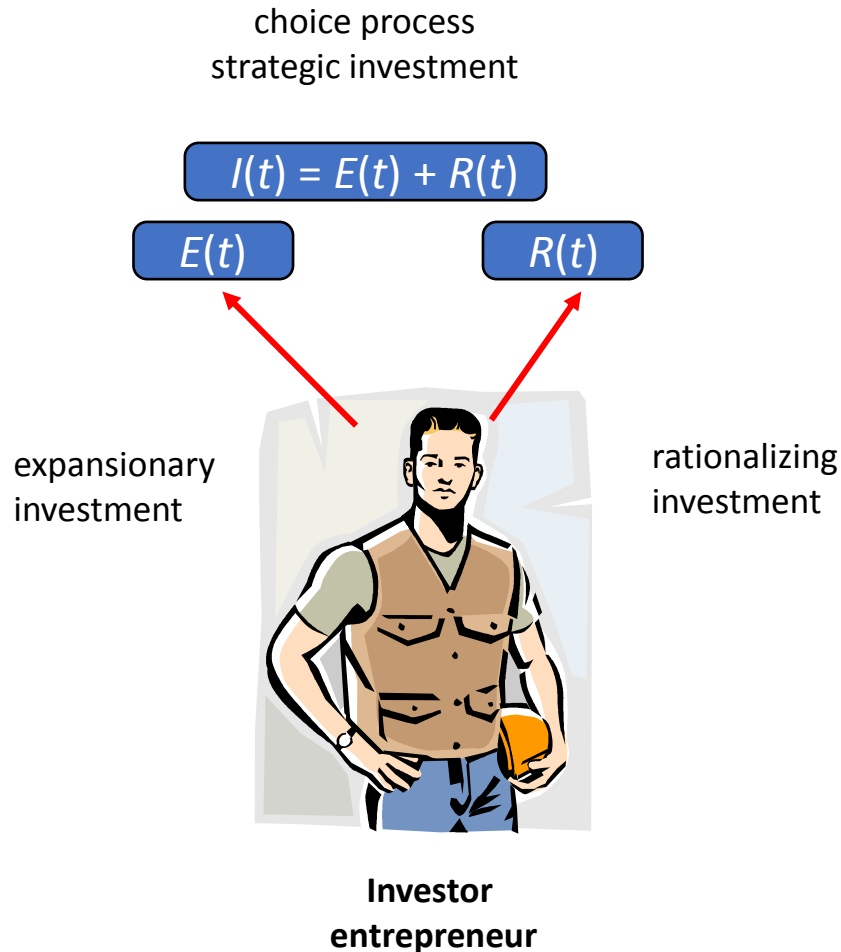 choice process
strategic investment
I(t) = E(t) + R(t)
E(t)
R(t)
expansionary
investment
rationalizing
investment
Investor
entrepreneur